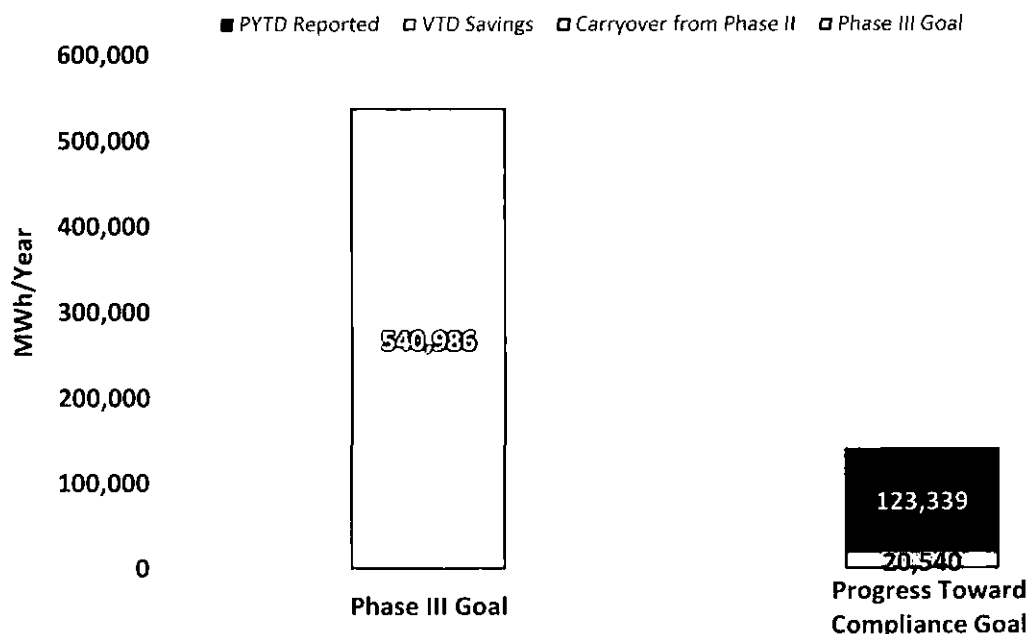 PYTD Reported VTD Savings Carryover from Phase II Phase III Goal
600,000
500,000
400,000
300,000
200,000
100,000
0
MWh/Year
540,986
123,339
20,540
Phase III Goal
Progress Toward
Compliance Goal